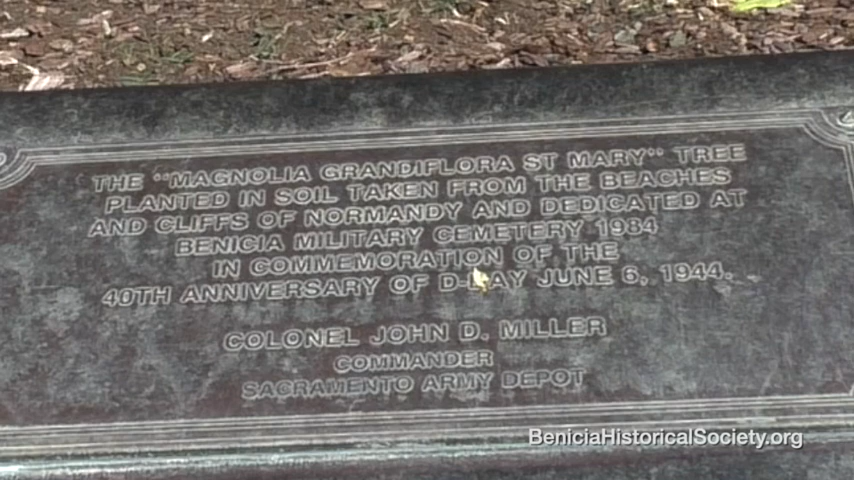 THE "MAGNOLIA GRANDIFLORA ST MARY" TREE
PLANTED IN SOIL TAKEN FROM THE BEACHES
AND CLIFFS OF NORMANDY AND DEDICATED AT
BENICIA MILITARY CEMETERY 1984
IN COMMEMORATION OF THE
40TH ANNIVERSARY OF D-DAY JUNE 6, 1944.
COLONEL JOHN D. MILLER
COMMANDER
SACRAMENTO ARMY DEPOT
BeniciaHistoricalSociety.org